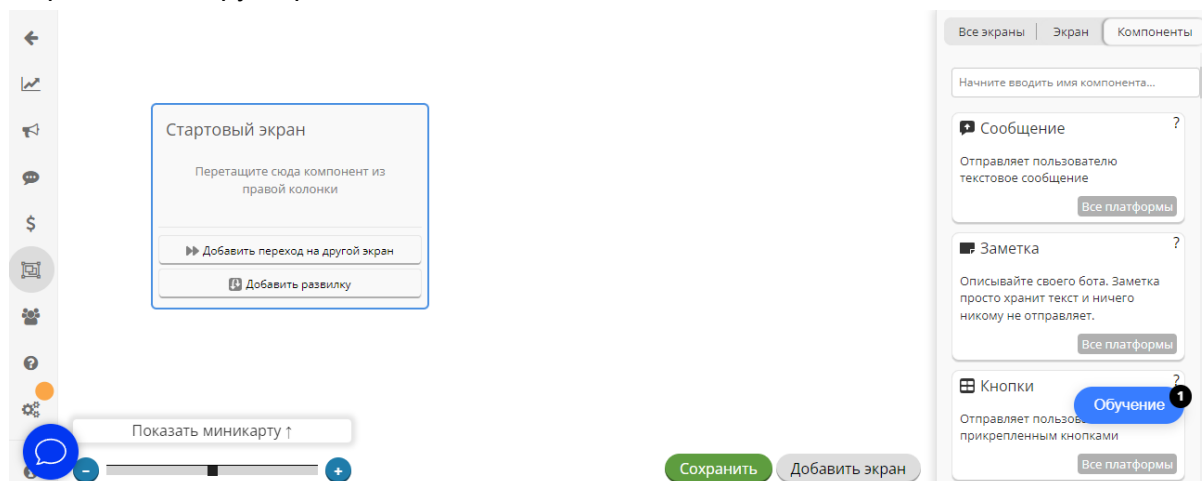 Все экраны
Экран
Компоненты
Начните вводить имя компонента...
Стартовый экран
Перетащите сюда компонент из
правой колонки
Добавить переход на другой экран
Добавить развилку
Сообщение
?
Отправляет пользователю
текстовое сообщение
Все платформы
Заметка
?
Описывайте своего бота. Заметка
просто хранит текст и ничего
никому не отправляет.
Все платформы
Кнопки
?
Обучение
1
Отправляет
прикрепленным кнопками
Все платформы
Показать миникарту ↑
Сохранить
Добавить экран